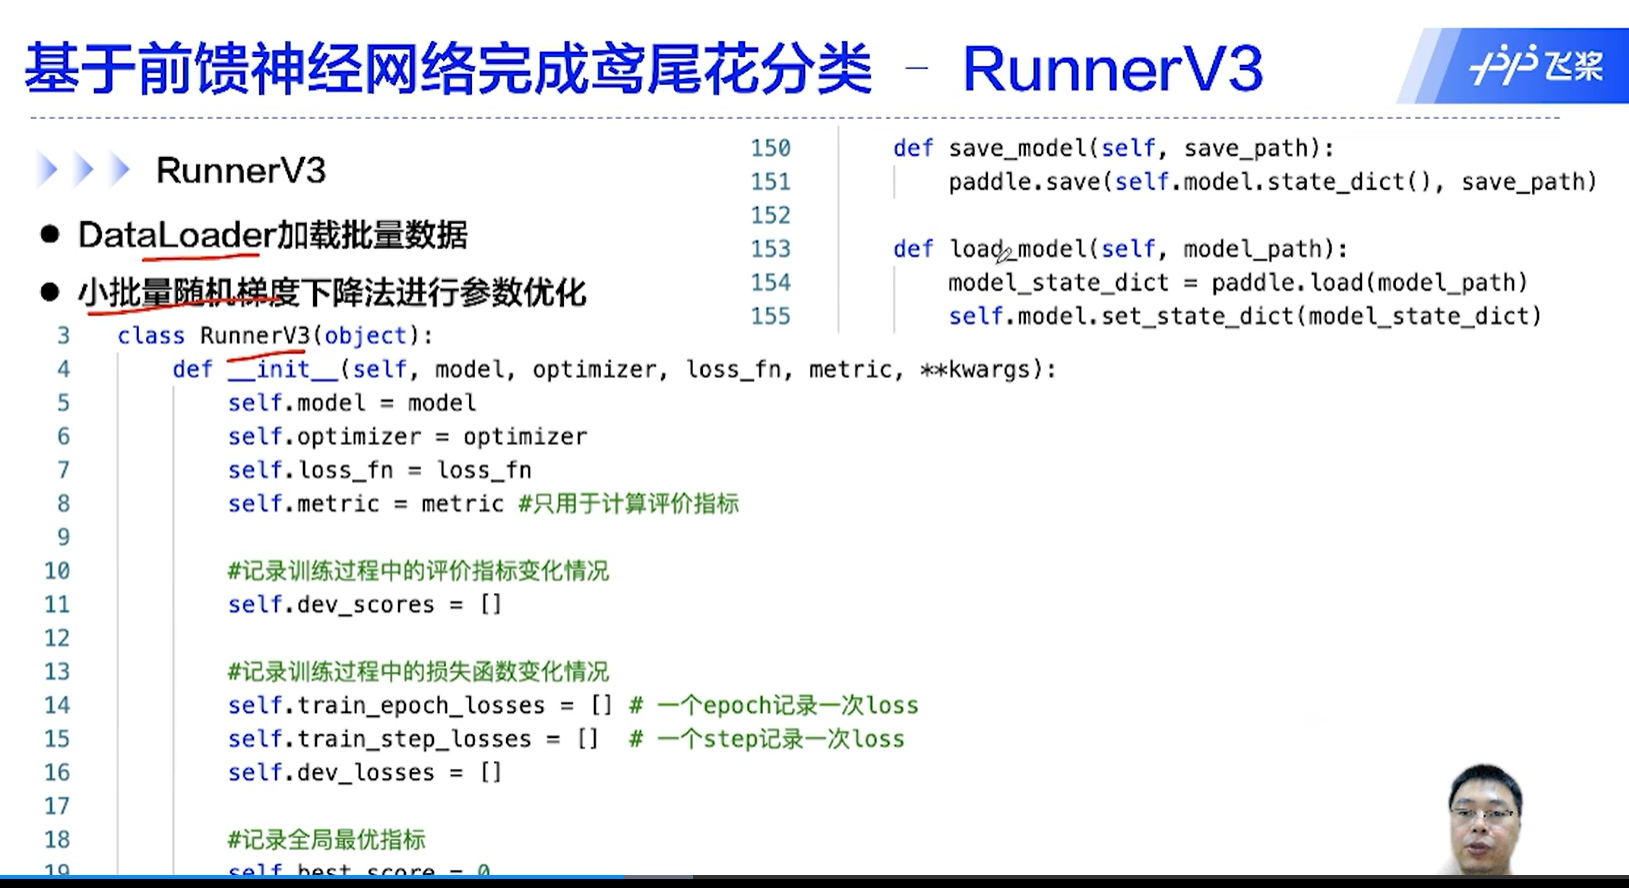 基于前馈神经网络完成鸢尾花分类 – RunnerV3
飞桨
RunnerV3
● DataLoader加载批量数据
● 小批量随机梯度下降法进行参数优化
3 class RunnerV3(object):
4 def __init__(self, model, optimizer, loss_fn, metric, **kwargs):
5 self.model = model
6 self.optimizer = optimizer
7 self.loss_fn = loss_fn
8 self.metric = metric #只用于计算评价指标
9
10 #记录训练过程中的评价指标变化情况
11 self.dev_scores = []
12
13 #记录训练过程中的损失函数变化情况
14 self.train_epoch_losses = [] # 一个epoch记录一次loss
15 self.train_step_losses = [] # 一个step记录一次loss
16 self.dev_losses = []
17
18 #记录全局最优指标
19 self.best_score = 0
150 def save_model(self, save_path):
151 paddle.save(self.model.state_dict(), save_path)
152
153 def load_model(self, model_path):
154 model_state_dict = paddle.load(model_path)
155 self.model.set_state_dict(model_state_dict)